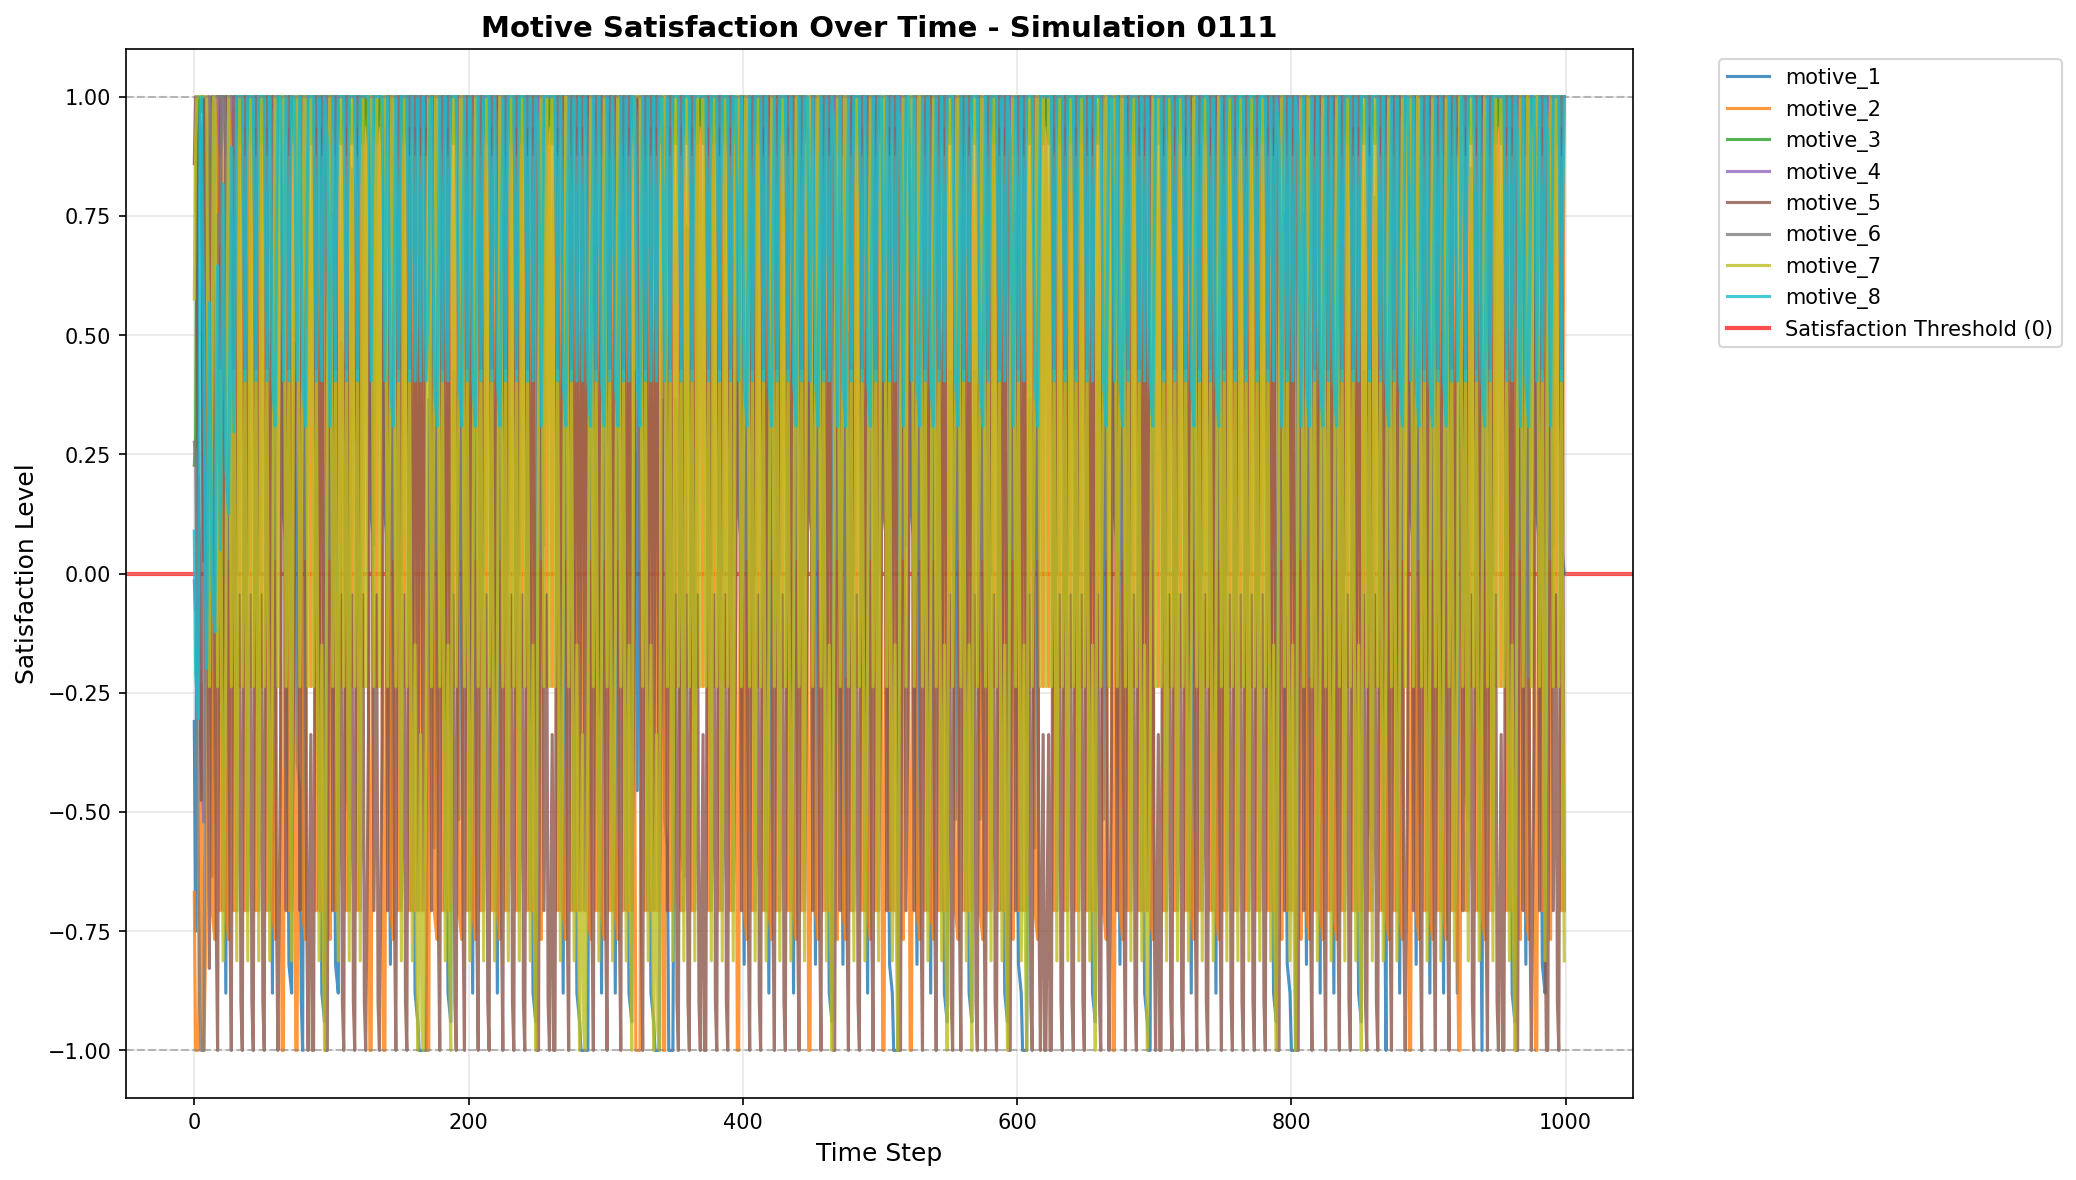 Motive Satisfaction Over Time - Simulation 0111
1.00
0.75
0.50
0.25
0.00
−0.25
−0.50
−0.75
−1.00
Satisfaction Level
0
200
400
600
800
1000
Time Step
motive_1
motive_2
motive_3
motive_4
motive_5
motive_6
motive_7
motive_8
Satisfaction Threshold (0)